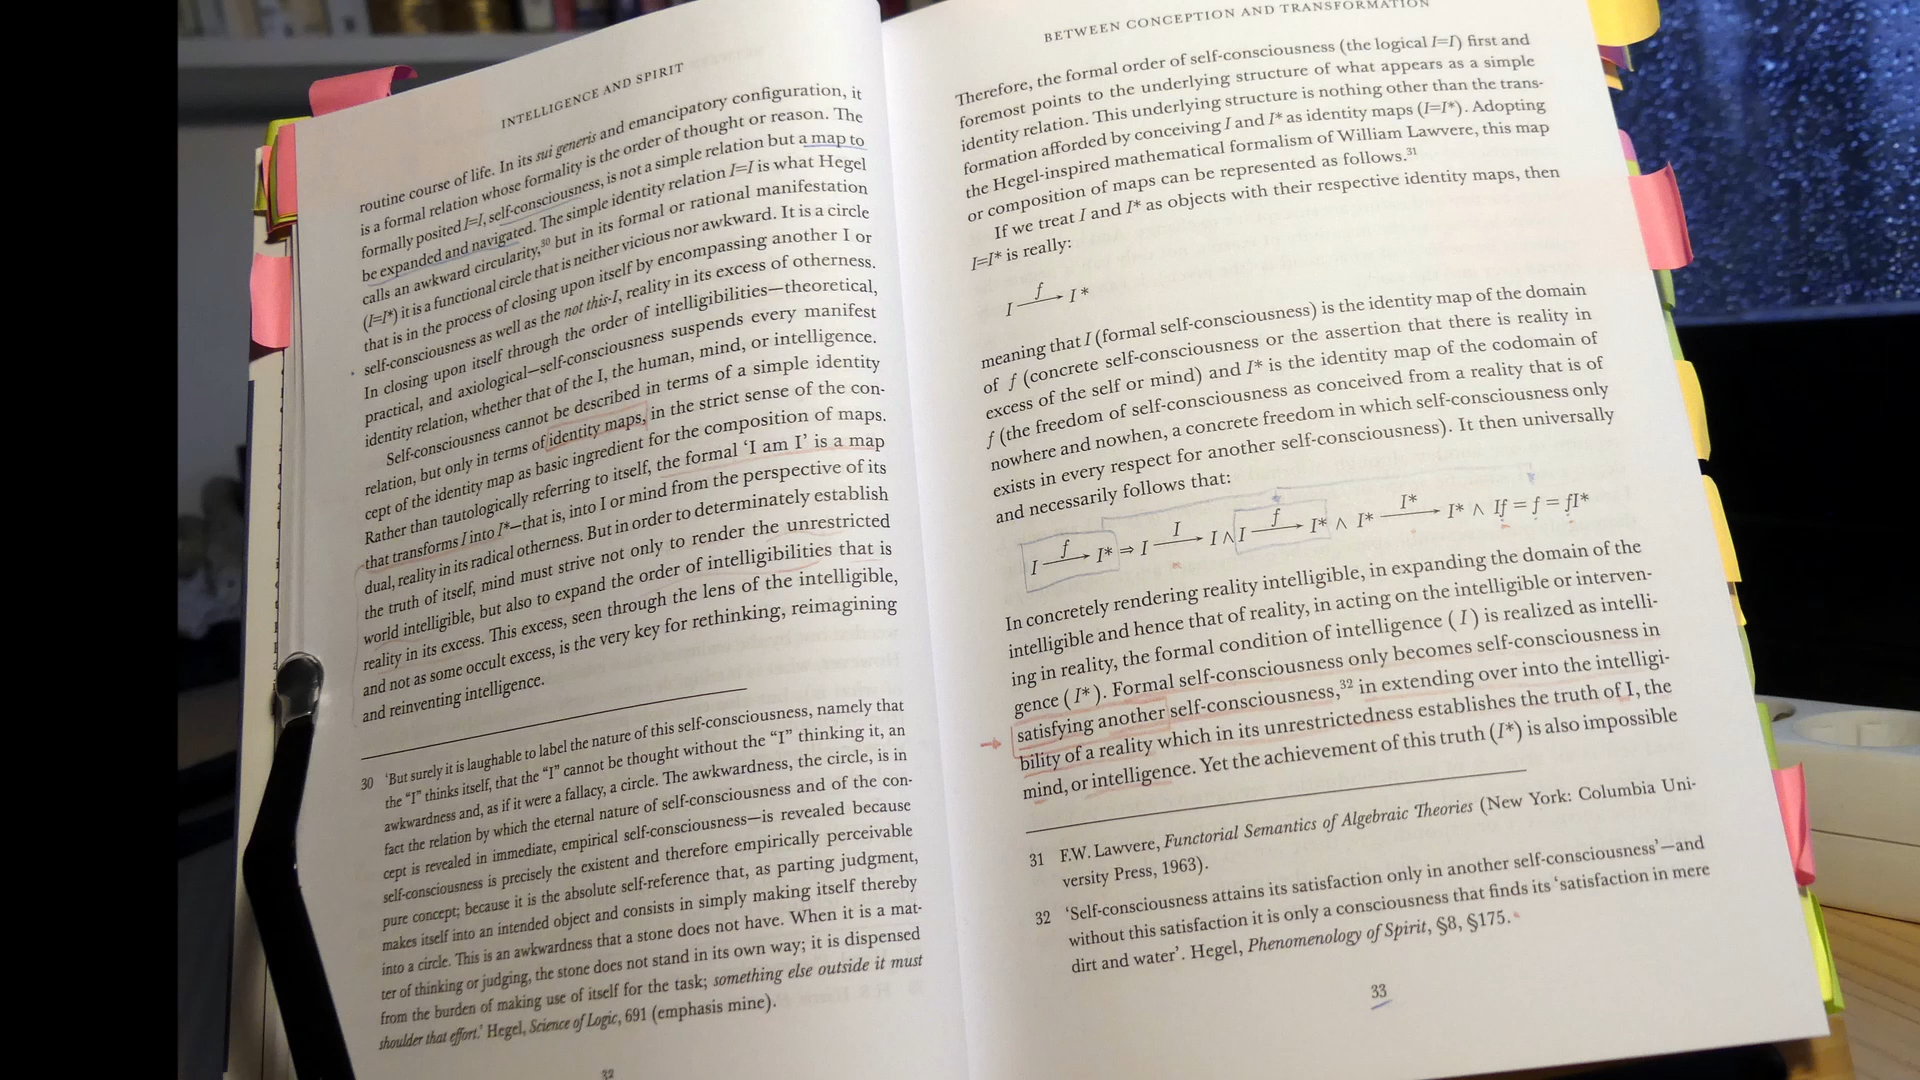 INTELLIGENCE AND SPIRIT
routine course of life. In its sui generis and emancipatory configuration, it
is a formal relation whose formality is the order of thought or reason. The
formally posited I=I, self-consciousness, is not a simple relation but a map to
be expanded and navigated. The simple identity relation I=I is what Hegel
calls an awkward circularity,30 but in its formal or rational manifestation
(I=I*) it is a functional circle that is neither vicious nor awkward. It is a circle
that is in the process of closing upon itself by encompassing another I or
self-consciousness as well as the not this-I, reality in its excess of otherness.
In closing upon itself through the order of intelligibilities—theoretical,
practical, and axiological—self-consciousness suspends every manifest
identity relation, whether that of the I, the human, mind, or intelligence.
Self-consciousness cannot be described in terms of a simple identity
relation, but only in terms of identity maps, in the strict sense of the con-
cept of the identity map as basic ingredient for the composition of maps.
Rather than tautologically referring to itself, the formal ‘I am I’ is a map
that transforms I into I*—that is, into I or mind from the perspective of its
dual, reality in its radical otherness. But in order to determinately establish
the truth of itself, mind must strive not only to render the unrestricted
world intelligible, but also to expand the order of intelligibilities that is
reality in its excess. This excess, seen through the lens of the intelligible,
and not as some occult excess, is the very key for rethinking, reimagining
and reinventing intelligence.
30 ‘But surely it is laughable to label the nature of this self-consciousness, namely that
the “I” thinks itself, that the “I” cannot be thought without the “I” thinking it, an
awkwardness and, as if it were a fallacy, a circle. The awkwardness, the circle, is in
fact the relation by which the eternal nature of self-consciousness and of the con-
cept is revealed in immediate, empirical self-consciousness—is revealed because
self-consciousness is precisely the existent and therefore empirically perceivable
pure concept; because it is the absolute self-reference that, as parting judgment,
makes itself into an intended object and consists in simply making itself thereby
into a circle. This is an awkwardness that a stone does not have. When it is a mat-
ter of thinking or judging, the stone does not stand in its own way; it is dispensed
from the burden of making use of itself for the task; something else outside it must
shoulder that effort.’ Hegel, Science of Logic, 691 (emphasis mine).
32
BETWEEN CONCEPTION AND TRANSFORMATION
Therefore, the formal order of self-consciousness (the logical I=I) first and
foremost points to the underlying structure of what appears as a simple
identity relation. This underlying structure is nothing other than the trans-
formation afforded by conceiving I and I* as identity maps (I=I*). Adopting
the Hegel-inspired mathematical formalism of William Lawvere, this map
or composition of maps can be represented as follows.31
If we treat I and I* as objects with their respective identity maps, then
I=I* is really:
I —f→ I*
meaning that I (formal self-consciousness) is the identity map of the domain
of f (concrete self-consciousness or the assertion that there is reality in
excess of the self or mind) and I* is the identity map of the codomain of
f (the freedom of self-consciousness as conceived from a reality that is of
nowhere and nowhen, a concrete freedom in which self-consciousness only
exists in every respect for another self-consciousness). It then universally
and necessarily follows that:
I —f→ I* ⇒ I —I→ I ∧ I —f→ I* ∧ I* —I*→ I* ∧ If = f = fI*
In concretely rendering reality intelligible, in expanding the domain of the
intelligible and hence that of reality, in acting on the intelligible or interven-
ing in reality, the formal condition of intelligence (I) is realized as intelli-
gence (I*). Formal self-consciousness only becomes self-consciousness in
satisfying another self-consciousness,32 in extending over into the intelligi-
bility of a reality which in its unrestrictedness establishes the truth of I, the
mind, or intelligence. Yet the achievement of this truth (I*) is also impossible
31 F.W. Lawvere, Functorial Semantics of Algebraic Theories (New York: Columbia Uni-
versity Press, 1963).
32 ‘Self-consciousness attains its satisfaction only in another self-consciousness’—and
without this satisfaction it is only a consciousness that finds its ‘satisfaction in mere
dirt and water’. Hegel, Phenomenology of Spirit, §8, §175.
33